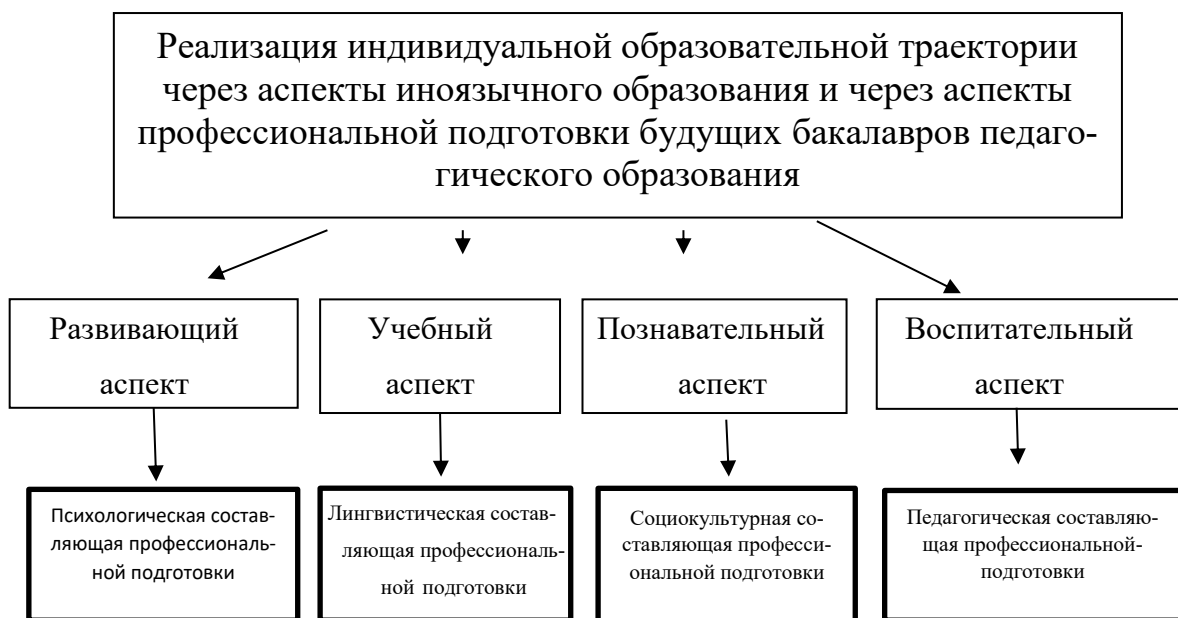 Реализация индивидуальной образовательной траектории
через аспекты иноязычного образования и через аспекты
профессиональной подготовки будущих бакалавров педаго-
гического образования
Развивающий
аспект
Учебный
аспект
Познавательный
аспект
Воспитательный
аспект
Психологическая состав-
ляющая профессиональ-
ной подготовки
Лингвистическая состав-
ляющая профессиональ-
ной подготовки
Социокультурная со-
ставляющая професси-
ональной подготовки
Педагогическая составляю-
щая профессиональной-
подготовки